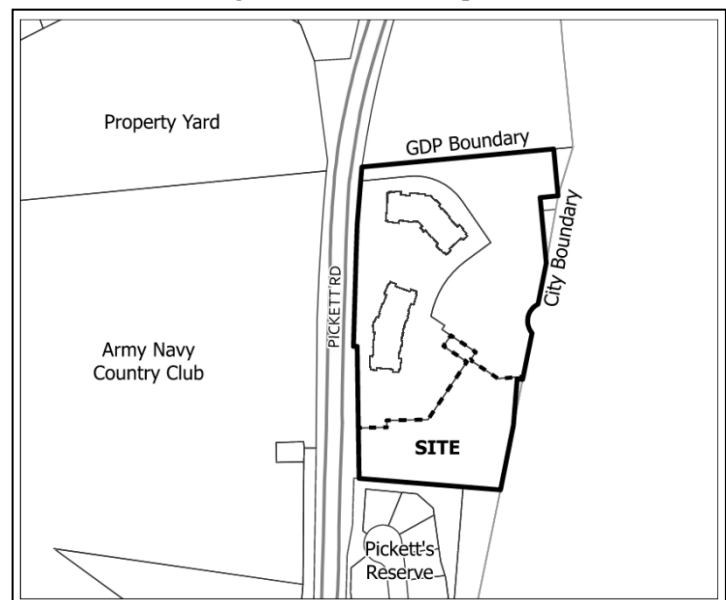 Property Yard
GDP Boundary
City Boundary
PICKETT RD
Army Navy
Country Club
SITE
Pickett's
Reserve